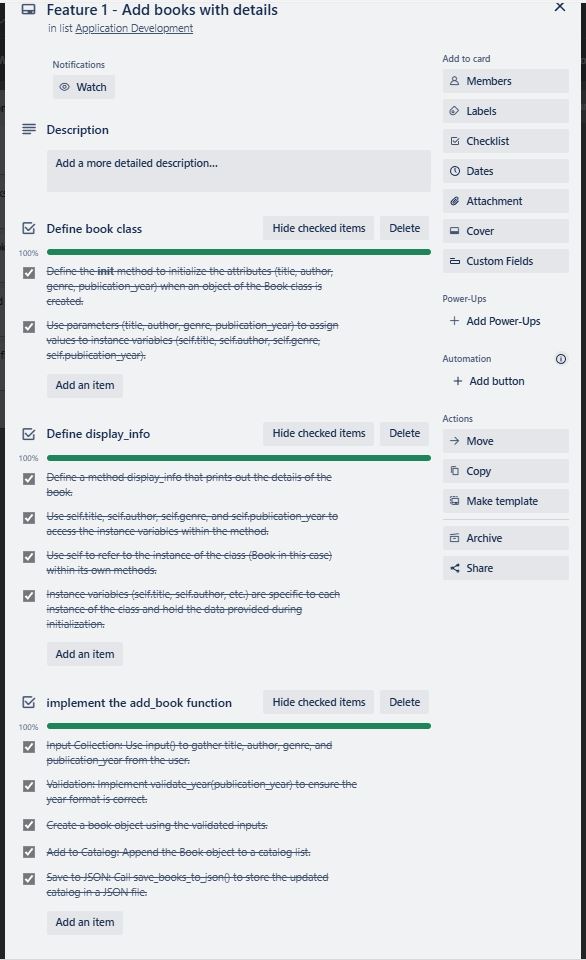 Feature 1 - Add books with details
in list Application Development
Notifications
Watch
Description
Add a more detailed description...
Define book class
Hide checked items
Delete
100%
Define the init method to initialize the attributes (title, author,
genre, publication_year) when an object of the Book class is
created.
Use parameters (title, author, genre, publication_year) to assign
values to instance variables (self.title, self.author, self.genre,
self.publication_year).
Add an item
Define display_info
Hide checked items
Delete
100%
Define a method display_info that prints out the details of the
book.
Use self.title, self.author, self.genre, and self.publication_year to
access the instance variables within the method.
Use self to refer to the instance of the class (Book in this case)
within its own methods.
Instance variables (self.title, self.author, etc.) are specific to each
instance of the class and hold the data provided during
initialization.
Add an item
implement the add_book function
Hide checked items
Delete
100%
Input Collection: Use input() to gather title, author, genre, and
publication_year from the user.
Validation: Implement validate_year(publication_year) to ensure the
year format is correct.
Create a book object using the validated inputs.
Add to Catalog: Append the Book object to a catalog list.
Save to JSON: Call save_books_to_json() to store the updated
catalog in a JSON file.
Add an item
Add to card
Members
Labels
Checklist
Dates
Attachment
Cover
Custom Fields
Power-Ups
Add Power-Ups
Automation
Add button
Actions
Move
Copy
Make template
Archive
Share